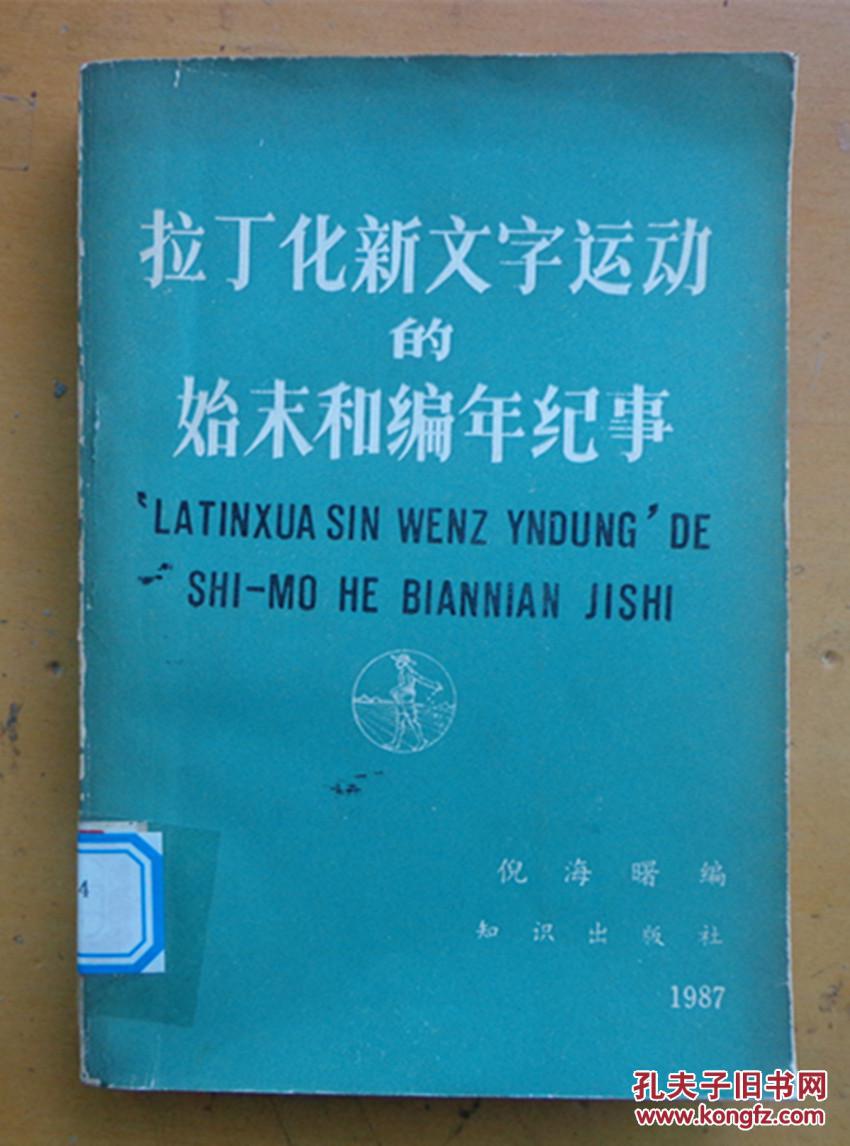 拉丁化新文字运动
的
始末和编年纪事
‘LATINXUA SIN WENZ YNDUNG’ DE
SHI-MO HE BIANNIAN JISHI
倪海曙编
知识出版社
1987
4
孔夫子旧书网
www.kongfz.com